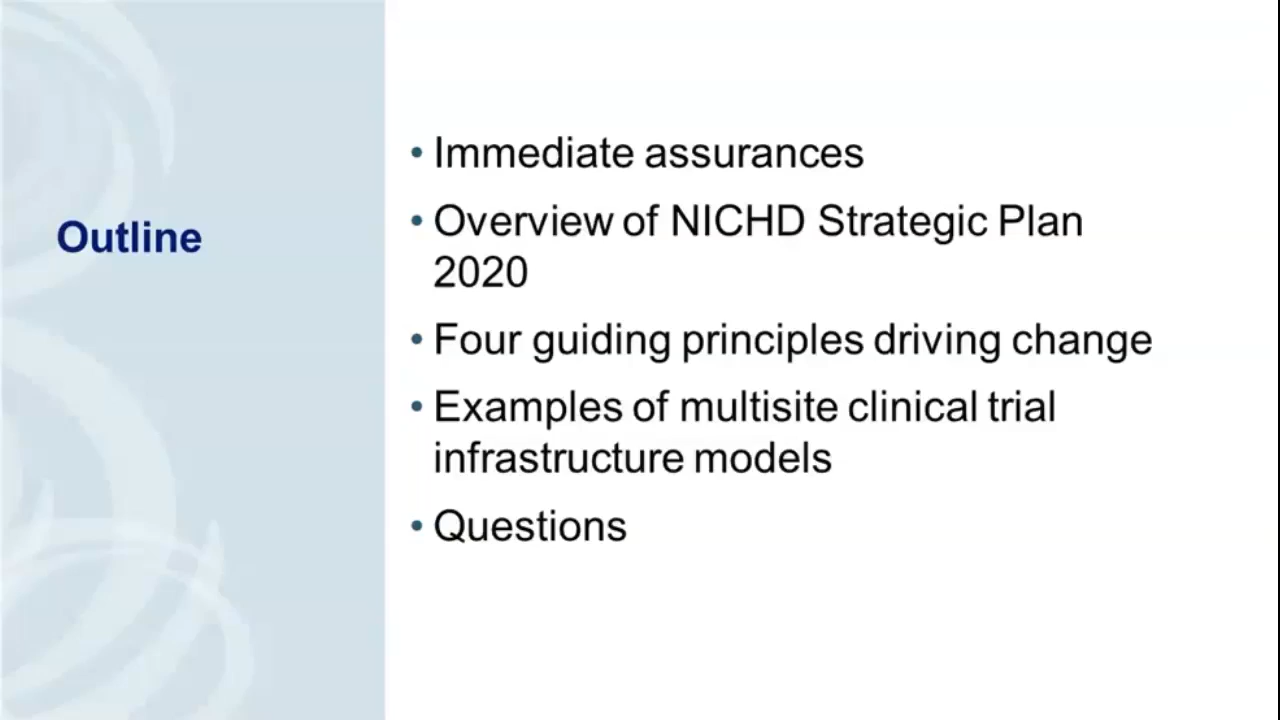 Outline
• Immediate assurances
• Overview of NICHD Strategic Plan
2020
• Four guiding principles driving change
• Examples of multisite clinical trial
infrastructure models
• Questions